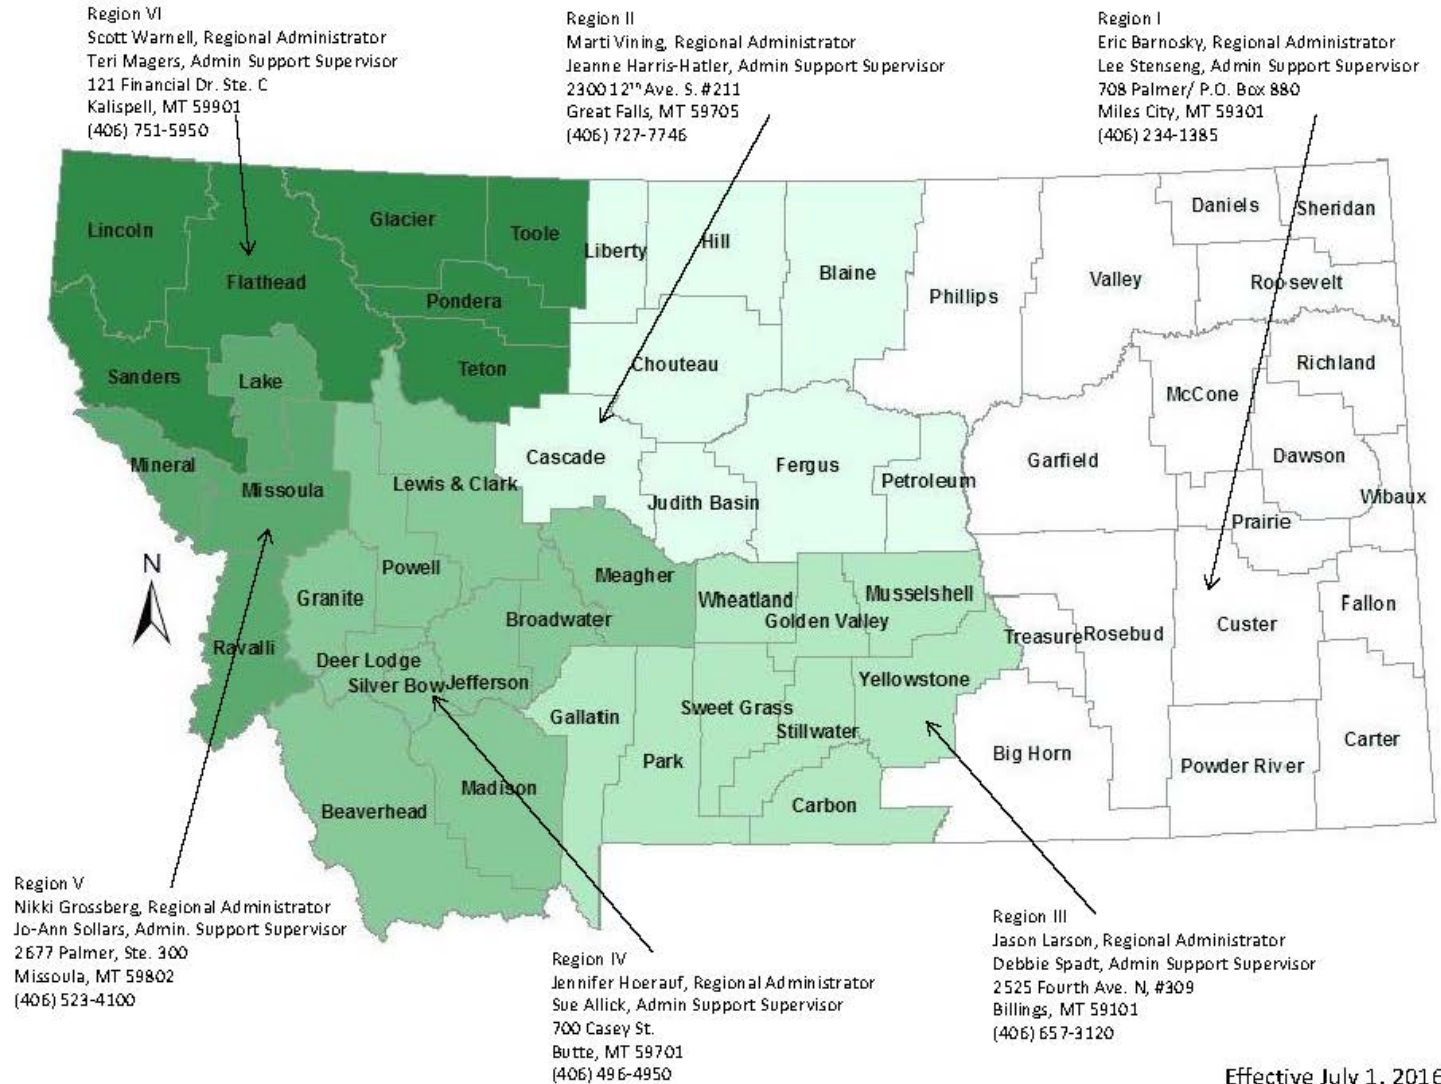 Region VI
Scott Warnell, Regional Administrator
Teri Magers, Admin Support Supervisor
121 Financial Dr. Ste. C
Kalispell, MT 59901
(406) 751-5950
Region II
Marti Vining, Regional Administrator
Jeanne Harris-Hatler, Admin Support Supervisor
2300 12th Ave. S. #211
Great Falls, MT 59705
(406) 727-7746
Region I
Eric Barnosky, Regional Administrator
Lee Stenseng, Admin Support Supervisor
708 Palmer/ P.O. Box 880
Miles City, MT 59301
(406) 234-1385
Lincoln
Glacier
Toole
Flathead
Pondera
Sanders
Lake
Teton
Liberty
Hill
Blaine
Phillips
Valley
Daniels
Sheridan
Roosevelt
Chouteau
Richland
McCone
Mineral
Missoula
Lewis & Clark
Cascade
Judith Basin
Fergus
Petroleum
Garfield
Dawson
Wibaux
Prairie
N
Powell
Granite
Meagher
Broadwater
Wheatland
Golden Valley
Musselshell
Treasure
Rosebud
Custer
Fallon
Ravalli
Deer Lodge
Silver Bow
Jefferson
Gallatin
Sweet Grass
Stillwater
Yellowstone
Park
Big Horn
Powder River
Carter
Madison
Beaverhead
Carbon
Region V
Nikki Grossberg, Regional Administrator
Jo-Ann Sollars, Admin. Support Supervisor
2677 Palmer, Ste. 300
Missoula, MT 59802
(406) 523-4100
Region IV
Jennifer Hoerauf, Regional Administrator
Sue Allick, Admin Support Supervisor
700 Casey St.
Butte, MT 59701
(406) 496-4950
Region III
Jason Larson, Regional Administrator
Debbie Spadt, Admin Support Supervisor
2525 Fourth Ave. N, #309
Billings, MT 59101
(406) 657-3120
Effective July 1, 2016